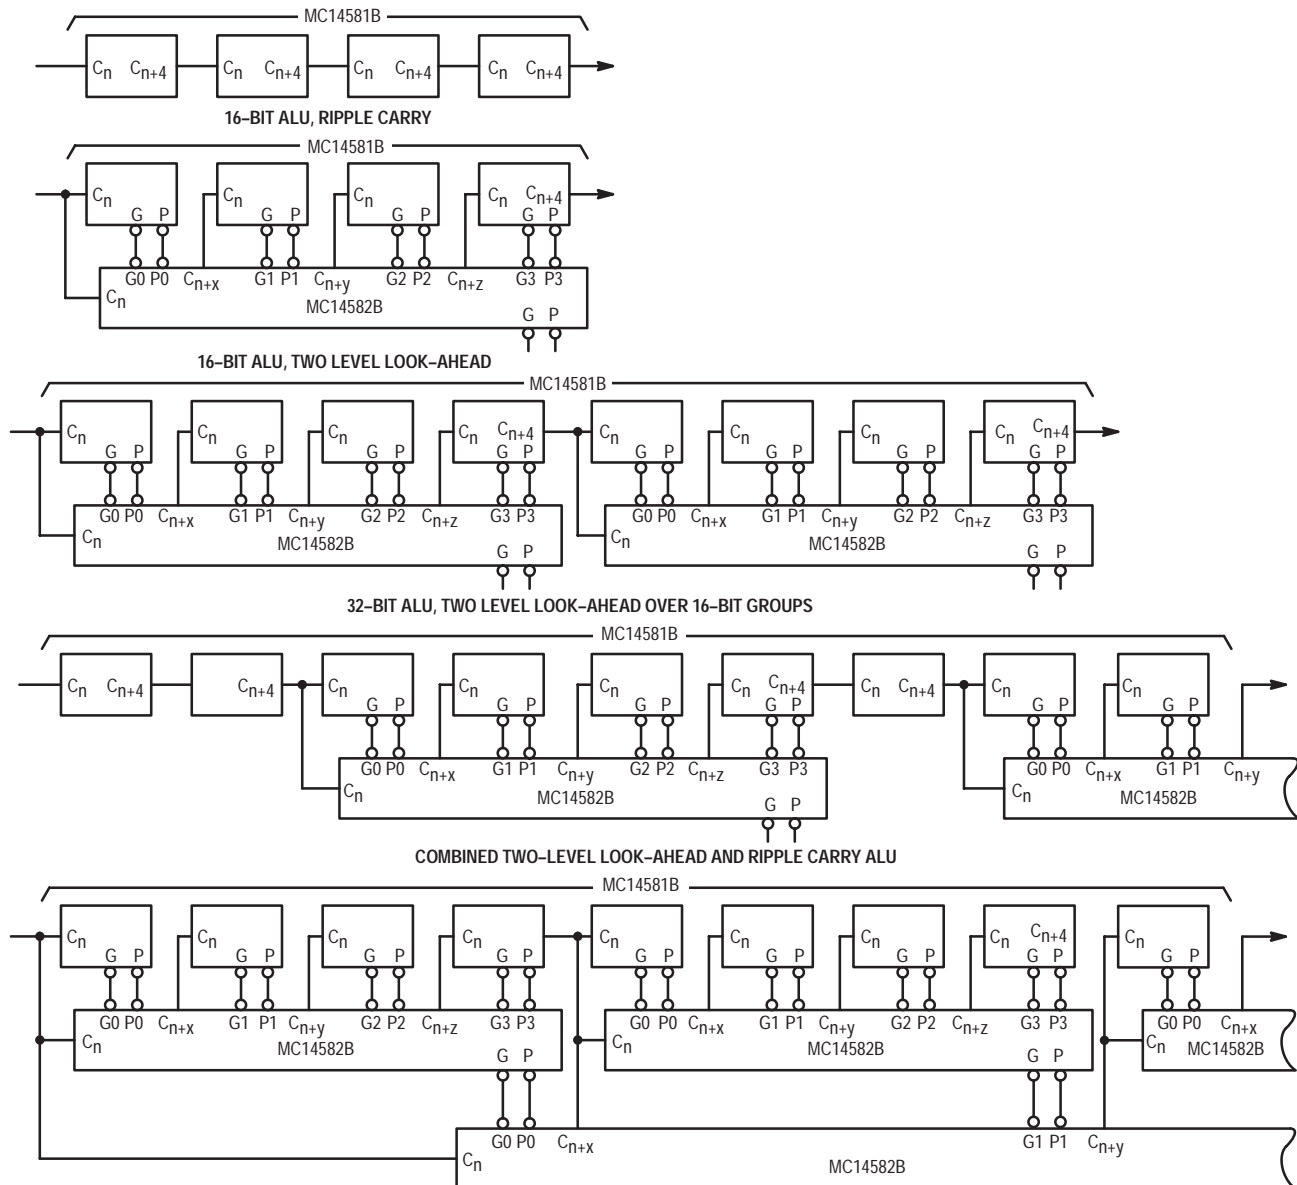 MC14581B
Cn Cn+4 Cn Cn+4 Cn Cn+4 Cn Cn+4
16–BIT ALU, RIPPLE CARRY
MC14581B
Cn Cn Cn Cn Cn+4
G P G P G P G P
G0 P0 Cn+x G1 P1 Cn+y G2 P2 Cn+z G3 P3
Cn MC14582B
G P
16–BIT ALU, TWO LEVEL LOOK–AHEAD
MC14581B
Cn Cn Cn Cn Cn+4 Cn Cn Cn Cn Cn+4
G P G P G P G P G P G P G P G P
G0 P0 Cn+x G1 P1 Cn+y G2 P2 Cn+z G3 P3 G0 P0 Cn+x G1 P1 Cn+y G2 P2 Cn+z G3 P3
Cn MC14582B Cn MC14582B
G P G P
32–BIT ALU, TWO LEVEL LOOK–AHEAD OVER 16–BIT GROUPS
MC14581B
Cn Cn+4 Cn+4 Cn Cn Cn Cn Cn+4 Cn Cn+4 Cn Cn
G P G P G P G P G P G P
G0 P0 Cn+x G1 P1 Cn+y G2 P2 Cn+z G3 P3 G0 P0 Cn+x G1 P1 Cn+y
Cn MC14582B Cn MC14582B
G P
COMBINED TWO–LEVEL LOOK–AHEAD AND RIPPLE CARRY ALU
MC14581B
Cn Cn Cn Cn Cn Cn Cn Cn Cn+4 Cn
G P G P G P G P G P G P G P G P G P
G0 P0 Cn+x G1 P1 Cn+y G2 P2 Cn+z G3 P3 G0 P0 Cn+x G1 P1 Cn+y G2 P2 Cn+z G3 P3 G0 P0 Cn+x
Cn MC14582B Cn MC14582B Cn MC14582B
G P G P
G0 P0 Cn+x G1 P1 Cn+y
Cn MC14582B